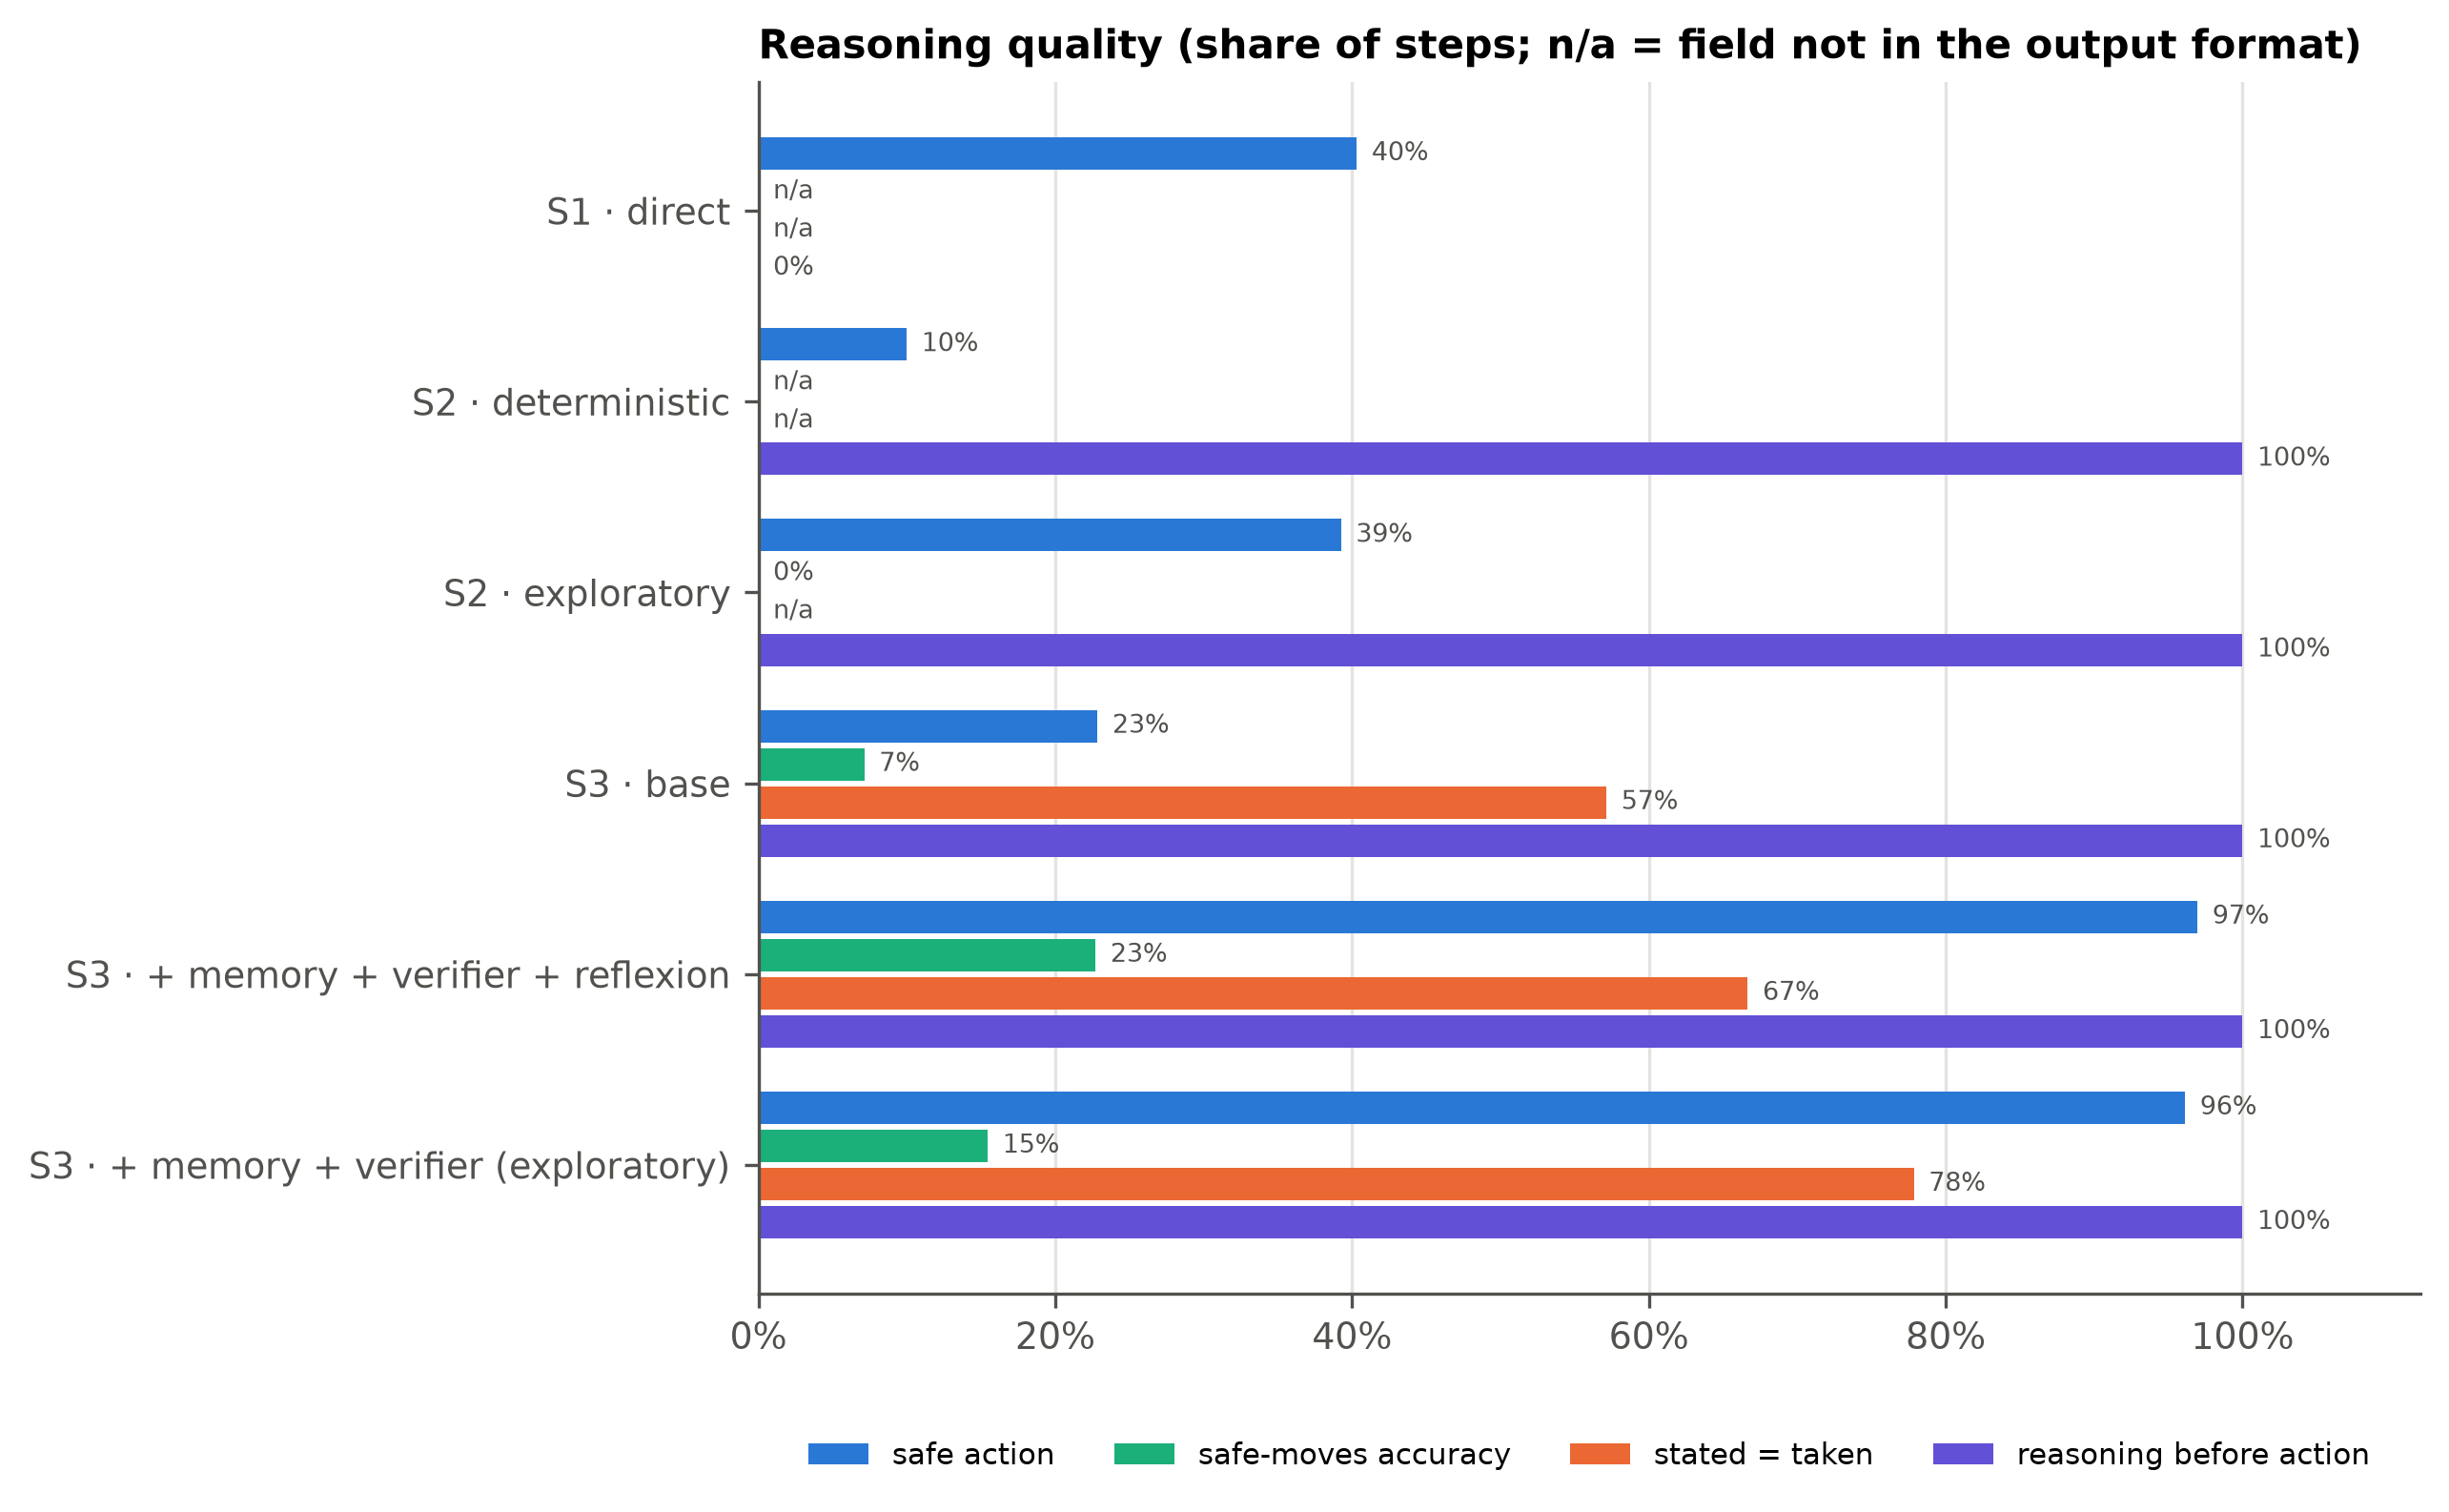 Reasoning quality (share of steps; n/a = field not in the output format)
S1 · direct
40%
n/a
n/a
0%
S2 · deterministic
10%
n/a
n/a
100%
S2 · exploratory
39%
0%
n/a
100%
S3 · base
23%
7%
57%
100%
S3 · + memory + verifier + reflexion
97%
23%
67%
100%
S3 · + memory + verifier (exploratory)
96%
15%
78%
100%
0% 20% 40% 60% 80% 100%
safe action safe-moves accuracy stated = taken reasoning before action